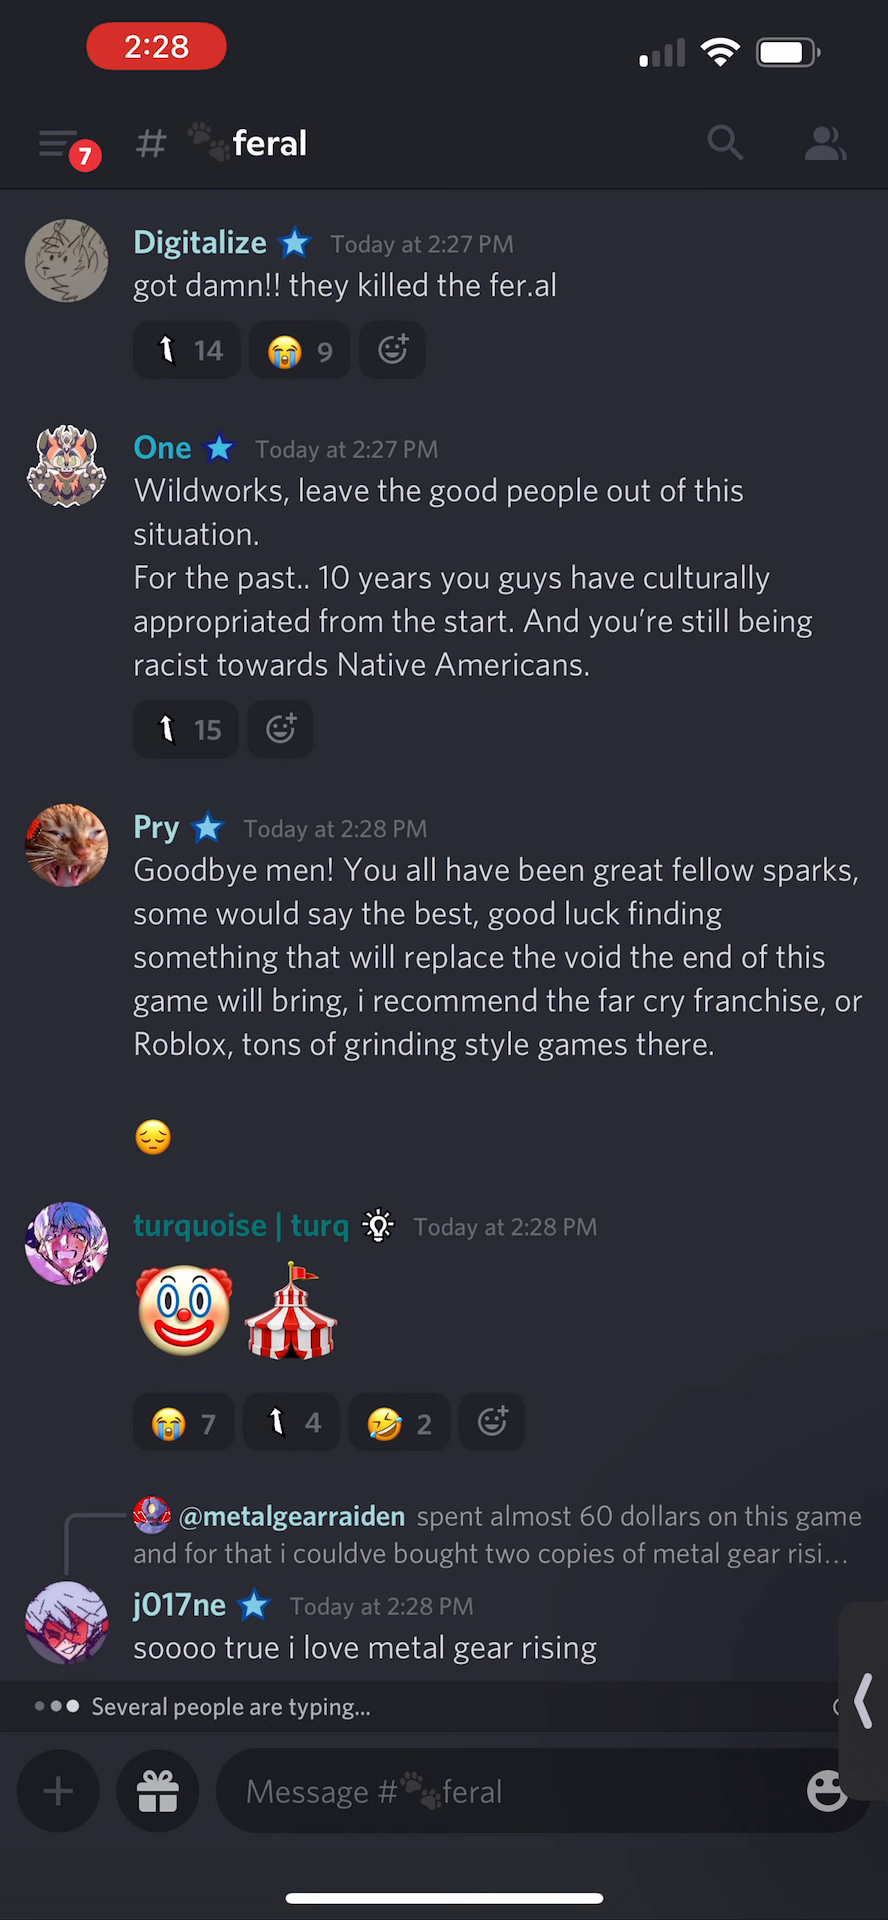 2:28
7
# 🐾feral
Digitalize Today at 2:27 PM
got damn!! they killed the fer.al
14 😭 9
One Today at 2:27 PM
Wildworks, leave the good people out of this
situation.
For the past.. 10 years you guys have culturally
appropriated from the start. And you’re still being
racist towards Native Americans.
15
Pry Today at 2:28 PM
Goodbye men! You all have been great fellow sparks,
some would say the best, good luck finding
something that will replace the void the end of this
game will bring, i recommend the far cry franchise, or
Roblox, tons of grinding style games there.
😔
turquoise | turq Today at 2:28 PM
🤡🎪
😭 7 4 🤣 2
@metalgearraiden spent almost 60 dollars on this game
and for that i couldve bought two copies of metal gear risi...
j017ne Today at 2:28 PM
soooo true i love metal gear rising
Several people are typing...
Message #🐾feral